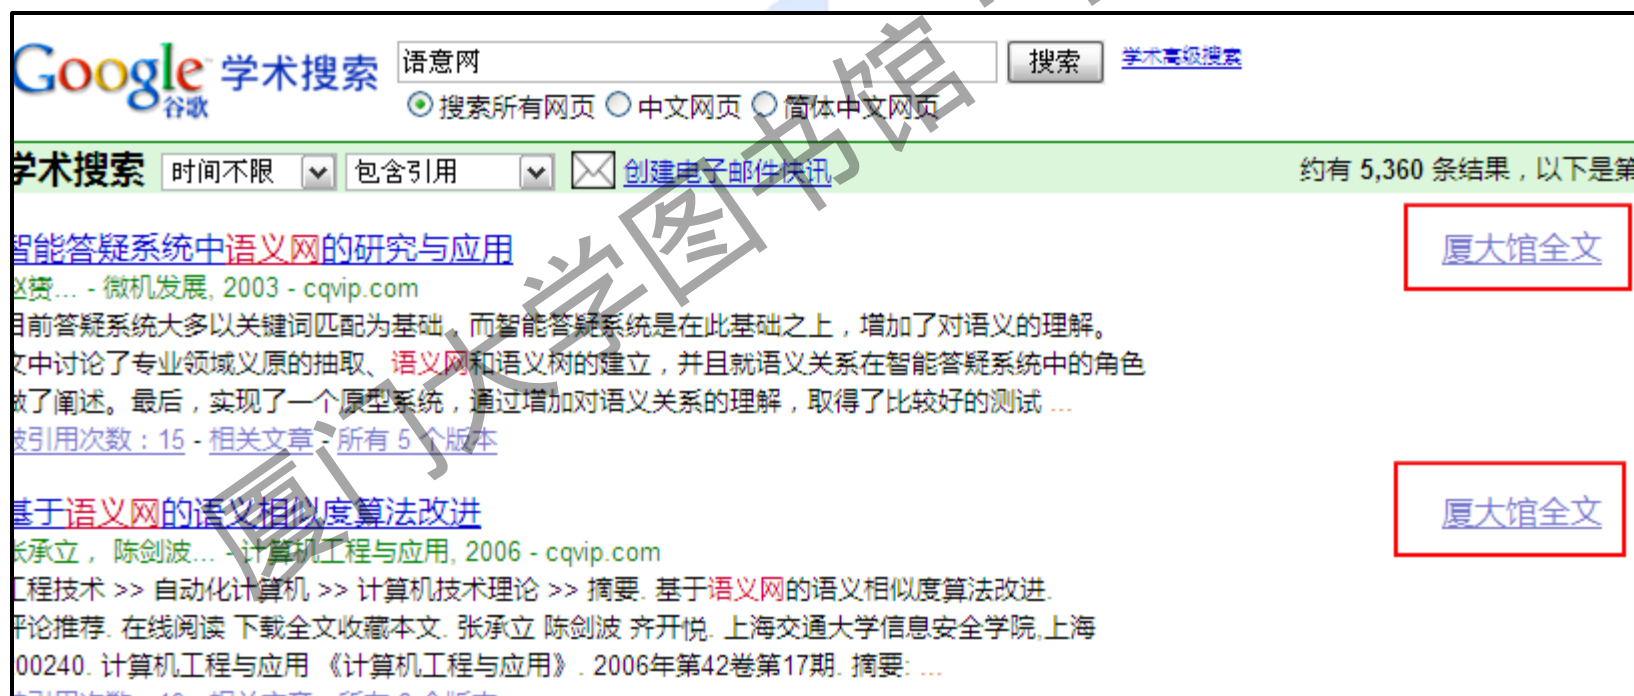 Google 学术搜索 语意网 搜索 学术高级搜索
谷歌
搜索所有网页 中文网页 简体中文网页
学术搜索 时间不限 包含引用 创建电子邮件快讯 约有 5,360 条结果，以下是第
智能答疑系统中语义网的研究与应用 厦大馆全文
... - 微机发展, 2003 - cqvip.com
目前答疑系统大多以关键词匹配为基础，而智能答疑系统是在此基础之上，增加了对语义的理解。
文中讨论了专业领域义原的抽取、语义网和语义树的建立，并且就语义关系在智能答疑系统中的角色
做了阐述。最后，实现了一个原型系统，通过增加对语义关系的理解，取得了比较好的测试 ...
被引用次数：15 - 相关文章 - 所有 5 个版本
基于语义网的语义相似度算法改进 厦大馆全文
张承立， 陈剑波... - 计算机工程与应用, 2006 - cqvip.com
工程技术 >> 自动化计算机 >> 计算机技术理论 >> 摘要. 基于语义网的语义相似度算法改进.
评论推荐. 在线阅读 下载全文收藏本文. 张承立 陈剑波 齐开悦. 上海交通大学信息安全学院,上海
00240. 计算机工程与应用 《计算机工程与应用》. 2006年第42卷第17期. 摘要: ...
厦门大学图书馆